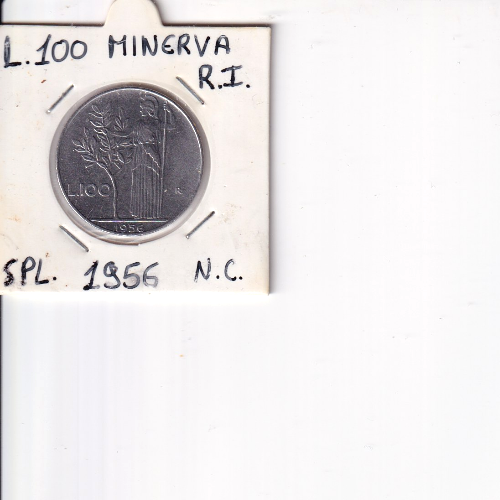 L.100 MINERVA
R.I.
L.100
R
1956
SPL. 1956 N.C.